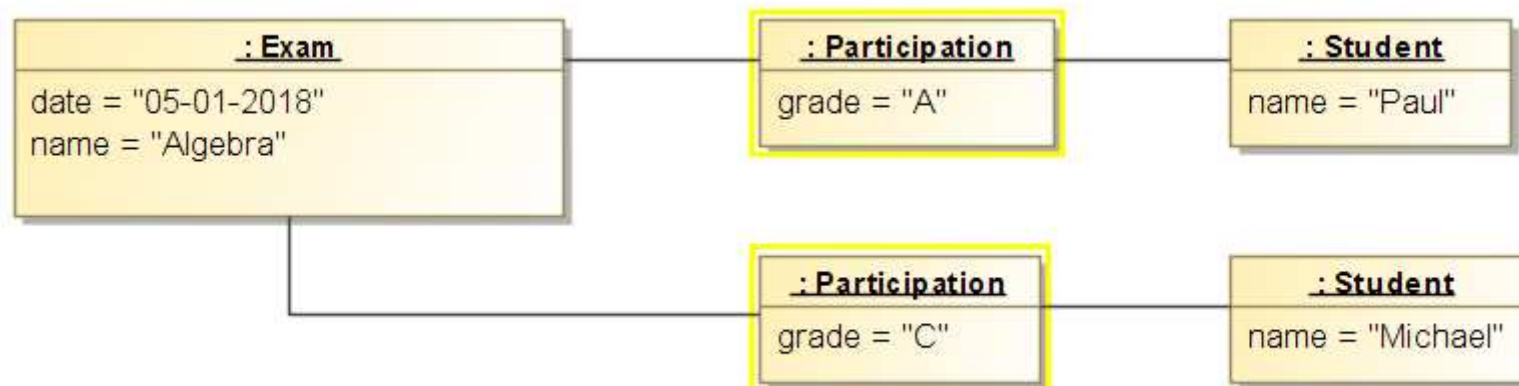 : Exam
date = "05-01-2018"
name = "Algebra"
: Participation
grade = "A"
: Student
name = "Paul"
: Participation
grade = "C"
: Student
name = "Michael"